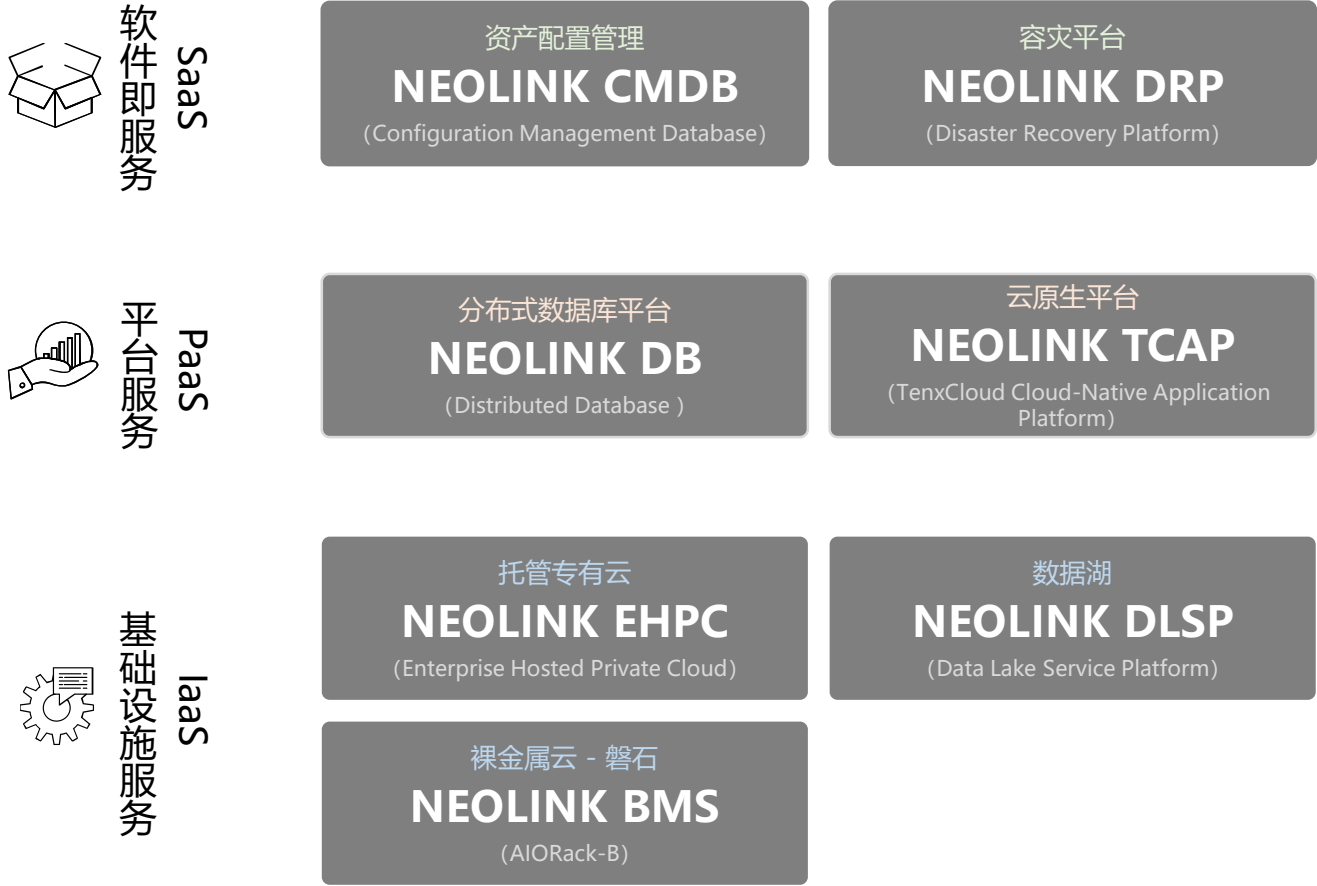 软件即服务
SaaS
资产配置管理
NEOLINK CMDB
（Configuration Management Database）
容灾平台
NEOLINK DRP
（Disaster Recovery Platform）
平台服务
PaaS
分布式数据库平台
NEOLINK DB
（Distributed Database ）
云原生平台
NEOLINK TCAP
（TenxCloud Cloud-Native Application
Platform）
基础设施服务
IaaS
托管专有云
NEOLINK EHPC
（Enterprise Hosted Private Cloud）
数据湖
NEOLINK DLSP
（Data Lake Service Platform）
裸金属云 - 磐石
NEOLINK BMS
（AIORack-B）